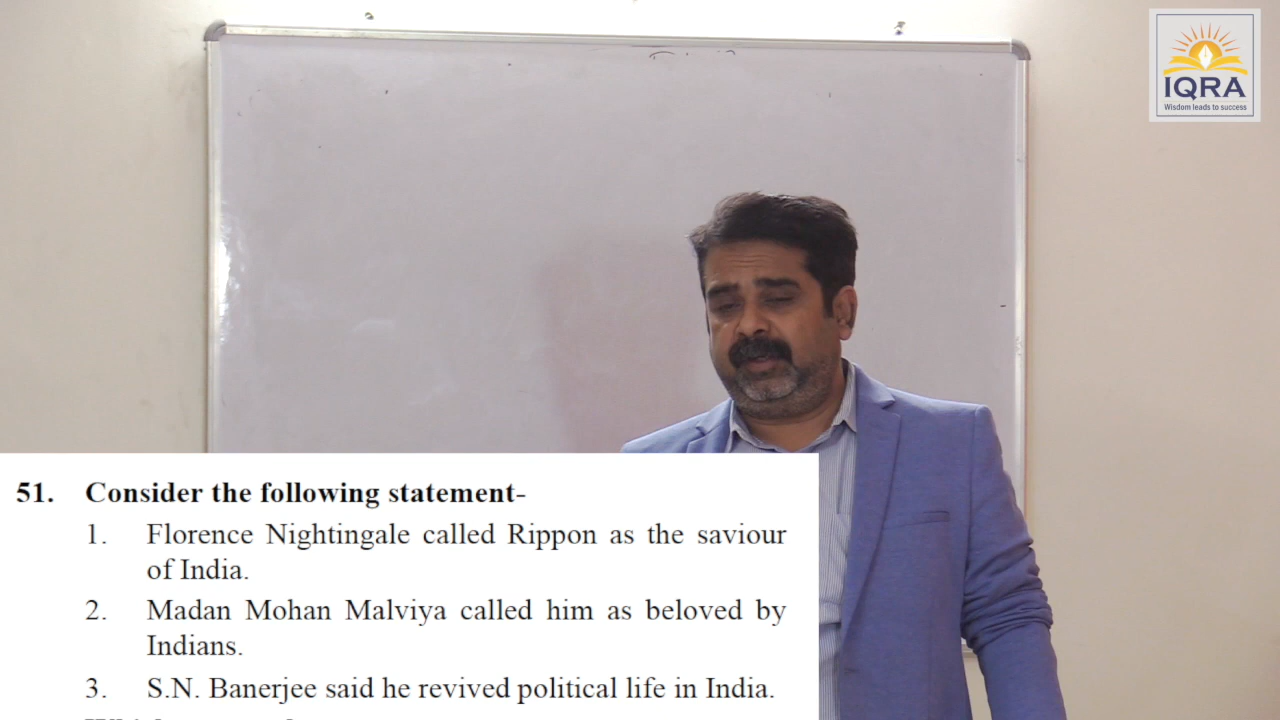 IQRA
Wisdom leads to success
51. Consider the following statement-
1. Florence Nightingale called Rippon as the saviour
of India.
2. Madan Mohan Malviya called him as beloved by
Indians.
3. S.N. Banerjee said he revived political life in India.